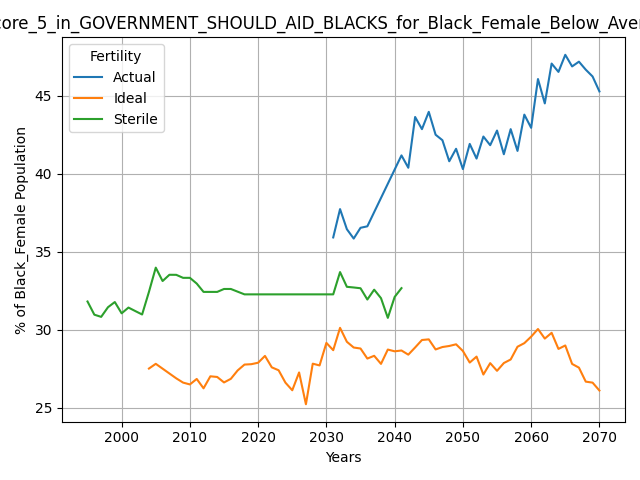 core_5_in_GOVERNMENT_SHOULD_AID_BLACKS_for_Black_Female_Below_Aver
Fertility
Actual
Ideal
Sterile
% of Black_Female Population
45
40
35
30
25
2000 2010 2020 2030 2040 2050 2060 2070
Years